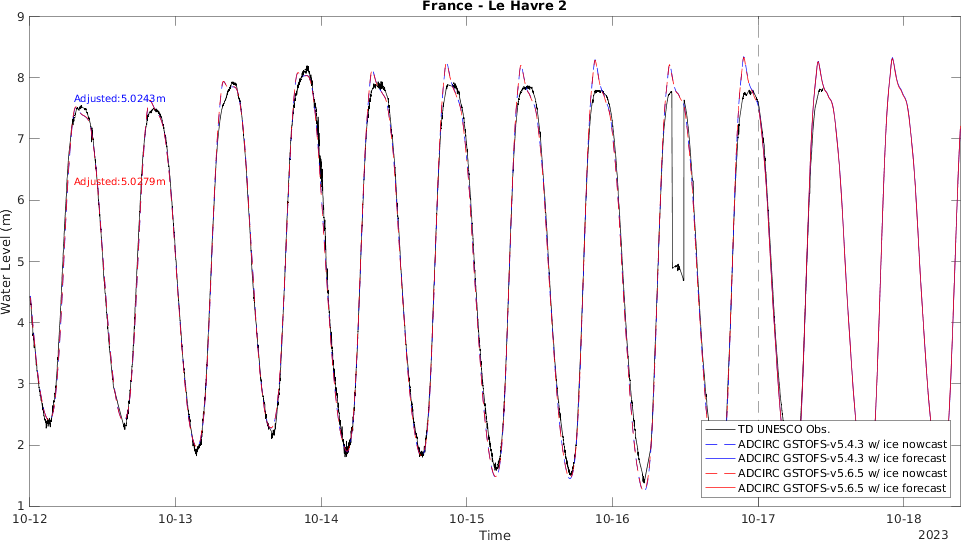 France - Le Havre 2
9
8
7
6
5
4
3
2
1
Water Level (m)
Adjusted:5.0243m
Adjusted:5.0279m
TD UNESCO Obs.
ADCIRC GSTOFS-v5.4.3 w/ ice nowcast
ADCIRC GSTOFS-v5.4.3 w/ ice forecast
ADCIRC GSTOFS-v5.6.5 w/ ice nowcast
ADCIRC GSTOFS-v5.6.5 w/ ice forecast
10-12 10-13 10-14 10-15 10-16 10-17 10-18
Time
2023